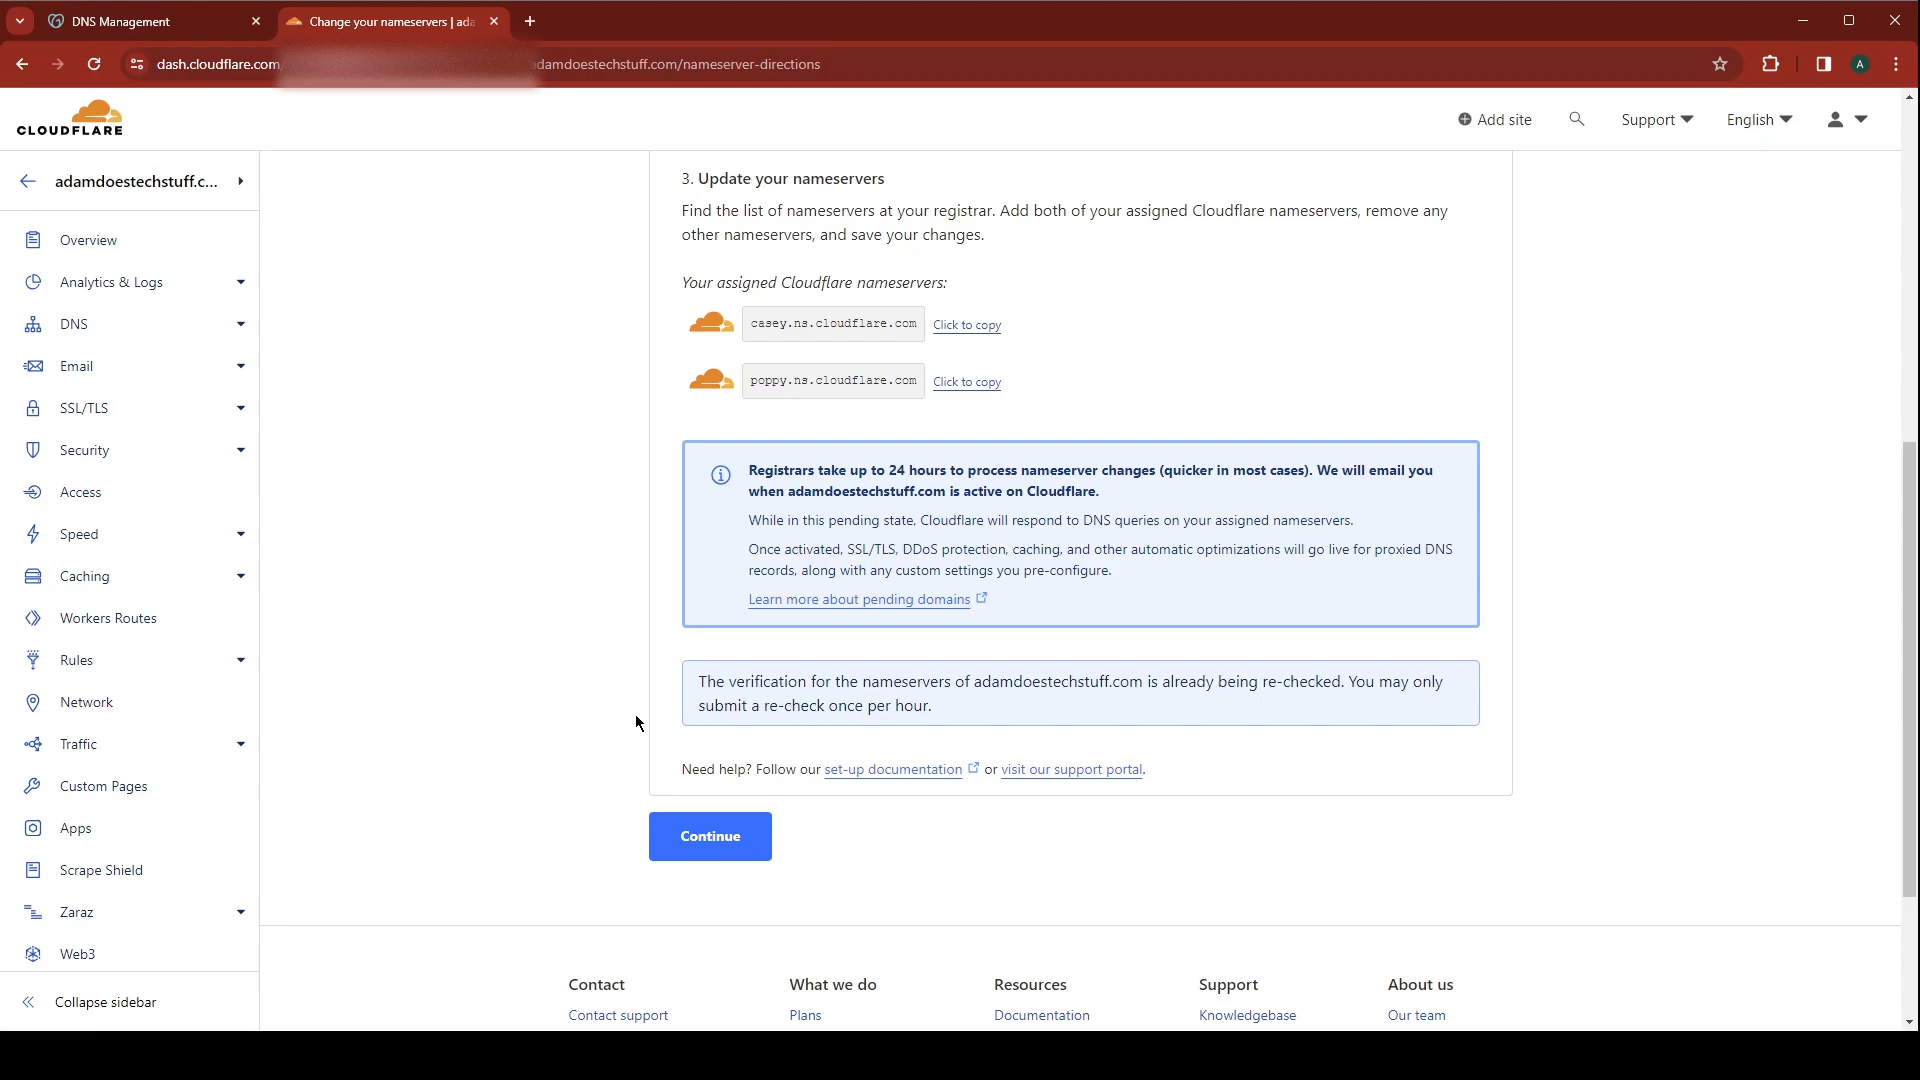 DNS Management
Change your nameservers | ada
dash.cloudflare.com
damdoestechstuff.com/nameserver-directions
A
CLOUDFLARE
Add site
Support
English
adamdoestechstuff.c...
Overview
Analytics & Logs
DNS
Email
SSL/TLS
Security
Access
Speed
Caching
Workers Routes
Rules
Network
Traffic
Custom Pages
Apps
Scrape Shield
Zaraz
Web3
Collapse sidebar
3. Update your nameservers
Find the list of nameservers at your registrar. Add both of your assigned Cloudflare nameservers, remove any
other nameservers, and save your changes.
Your assigned Cloudflare nameservers:
casey.ns.cloudflare.com Click to copy
poppy.ns.cloudflare.com Click to copy
Registrars take up to 24 hours to process nameserver changes (quicker in most cases). We will email you
when adamdoestechstuff.com is active on Cloudflare.
While in this pending state, Cloudflare will respond to DNS queries on your assigned nameservers.
Once activated, SSL/TLS, DDoS protection, caching, and other automatic optimizations will go live for proxied DNS
records, along with any custom settings you pre-configure.
Learn more about pending domains
The verification for the nameservers of adamdoestechstuff.com is already being re-checked. You may only
submit a re-check once per hour.
Need help? Follow our set-up documentation or visit our support portal.
Continue
Contact
Contact support
What we do
Plans
Resources
Documentation
Support
Knowledgebase
About us
Our team